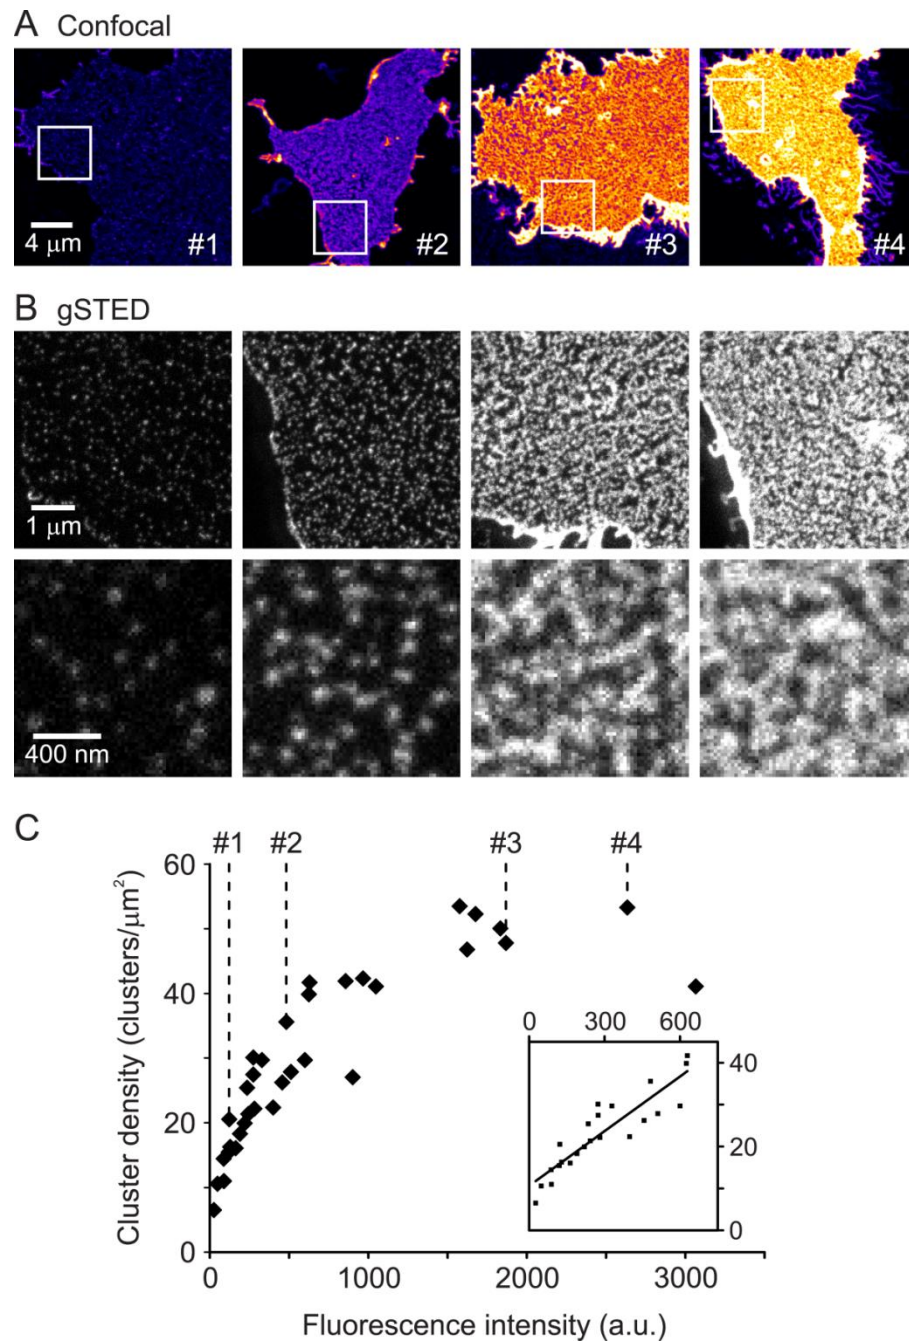 A Confocal
4 μm
#1
#2
#3
#4
B gSTED
1 μm
400 nm
C
#1
#2
#3
#4
Cluster density (clusters/μm²)
60
40
20
0
0
1000
2000
3000
Fluorescence intensity (a.u.)
0
300
600
40
20
0